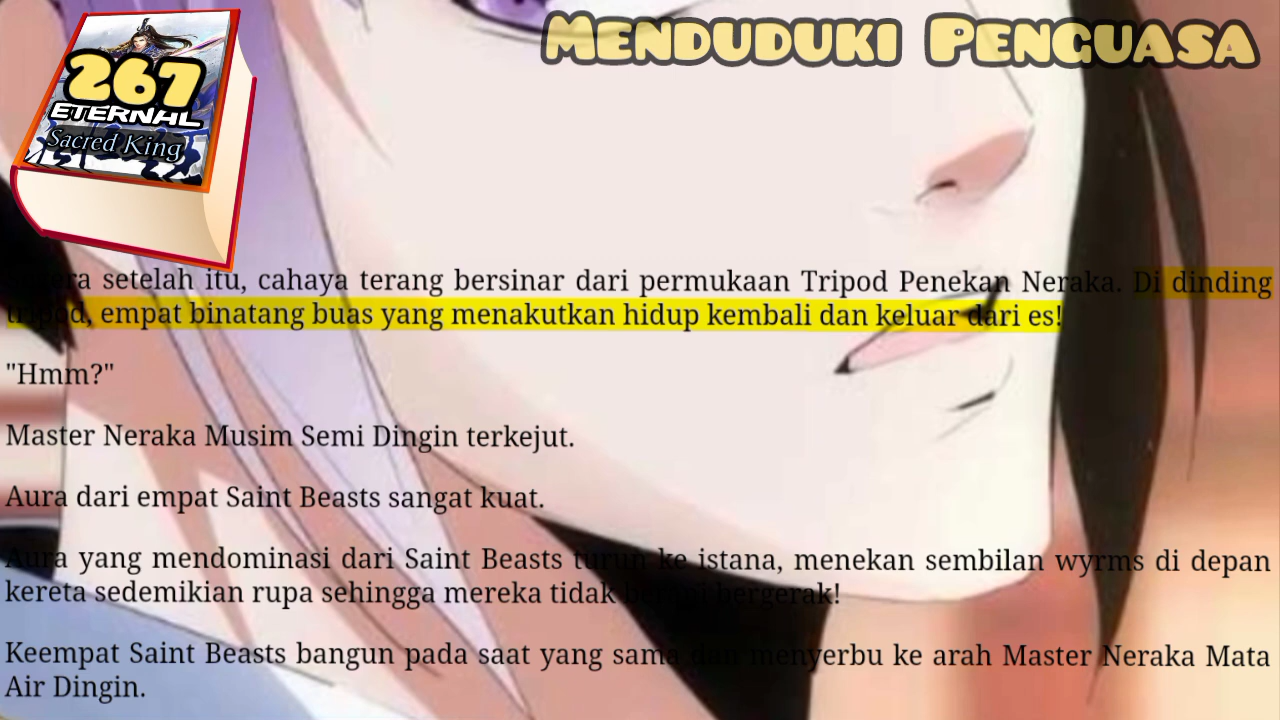 MENDUDUKI PENGUASA
267
ETERNAL
Sacred King
setelah itu, cahaya terang bersinar dari permukaan Tripod Penekan Neraka. Di dinding
tripod, empat binatang buas yang menakutkan hidup kembali dan keluar dari es!
"Hmm?"
Master Neraka Musim Semi Dingin terkejut.
Aura dari empat Saint Beasts sangat kuat.
Aura yang mendominasi dari Saint Beasts turun ke istana, menekan sembilan wyrms di depan
kereta sedemikian rupa sehingga mereka tidak berani bergerak!
Keempat Saint Beasts bangun pada saat yang sama dan menyerbu ke arah Master Neraka Mata
Air Dingin.